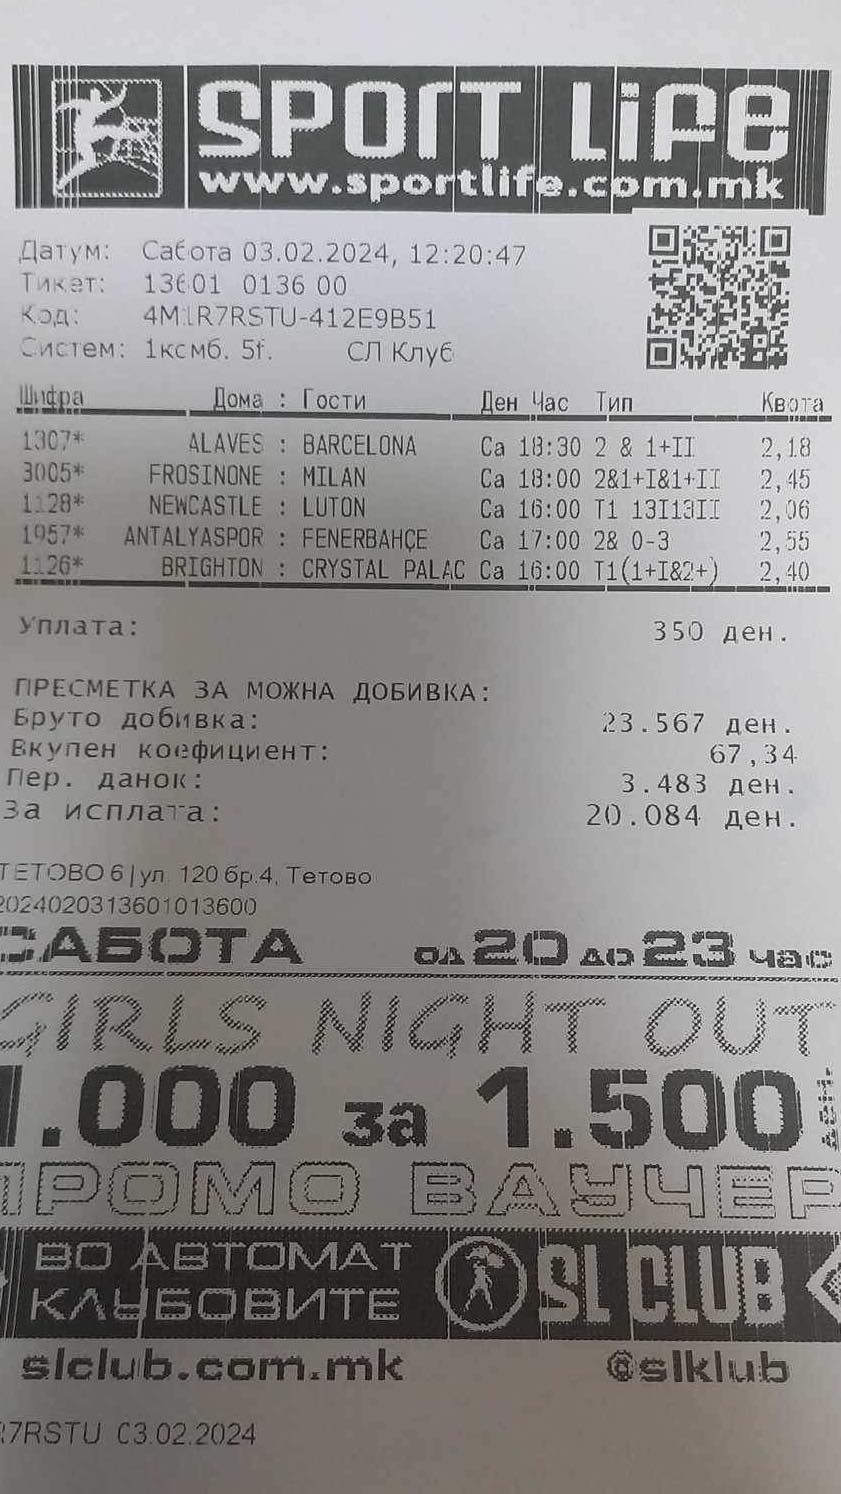 SPORT LiFe
www.sportlife.com.mk
Датум: Сабота 03.02.2024, 12:20:47
Тикет: 13601 0136 00
Код: 4M1R7RSTU-412E9B51
Систем: 1ксмб. 5f. СЛ Клуб
Шифра Дома : Гости Ден Час Тип Квота
1307* ALAVES : BARCELONA Са 18:30 2 & 1+II 2,18
3005* FROSINONE : MILAN Са 18:00 2&1+I&1+II 2,45
1128* NEWCASTLE : LUTON Са 16:00 T1 13I13II 2,06
1957* ANTALYASPOR : FENERBAHÇE Са 17:00 2& 0-3 2,55
1126* BRIGHTON : CRYSTAL PALAC Са 16:00 T1(1+I&2+) 2,40
Уплата: 350 ден.
ПРЕСМЕТКА ЗА МОЖНА ДОБИВКА:
Бруто добивка: 23.567 ден.
Вкупен коефициент: 67,34
Пер. данок: 3.483 ден.
За исплата: 20.084 ден.
ТЕТОВО 6|ул. 120 бр.4, Тетово
2024020313601013600
САБОТА од 20 до 23 час
GIRLS NIGHT OUT
1.000 за 1.500 ден.
ПРОМО ВАУЧЕР
ВО АВТОМАТ
КЛУБОВИТЕ
SL CLUB
slclub.com.mk @slklub
R7RSTU 03.02.2024